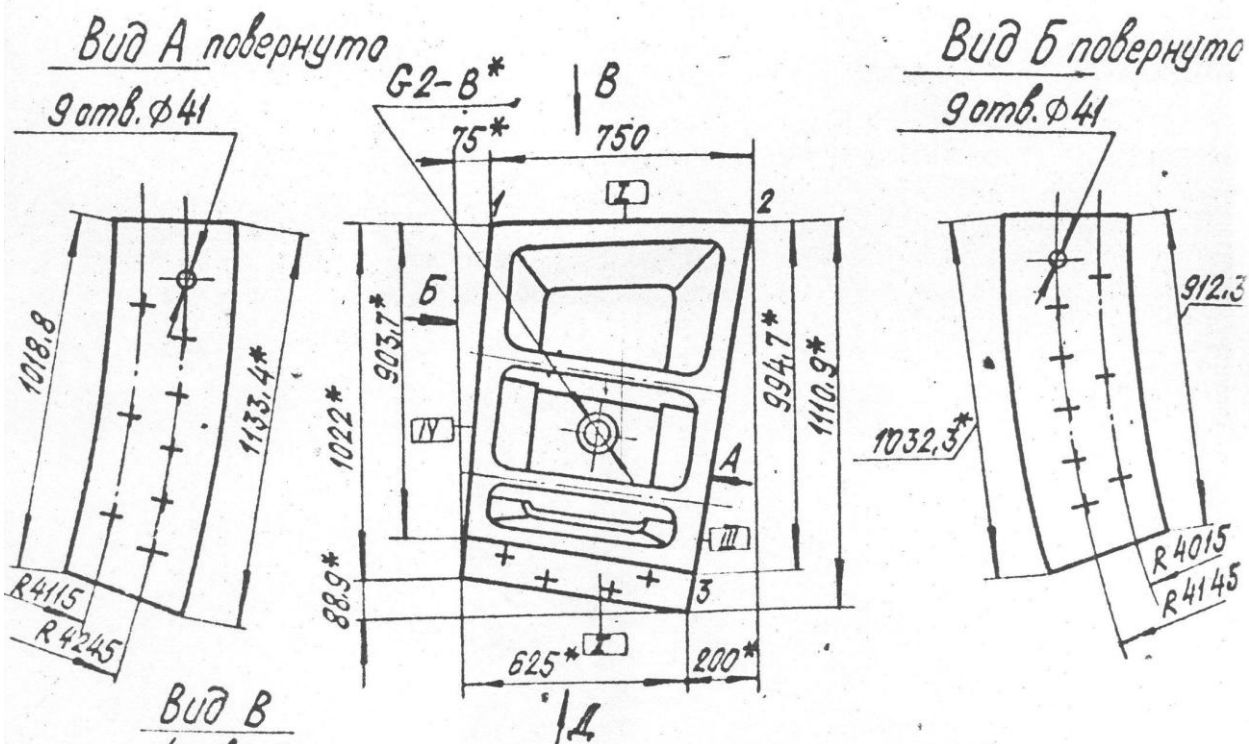 Вид А повернуто
9 отв. ф41
1018.8
1133.4*
R4115
R4245
Вид В
G2-В*
В
75*
750
I
1
2
Б
903,7*
1022*
88.9*
IV
994.7*
1110.9*
А
III
3
I
625*
200*
Д
Вид Б повернуто
9 отв. ф41
912.3
1032,3*
R4015
R4145